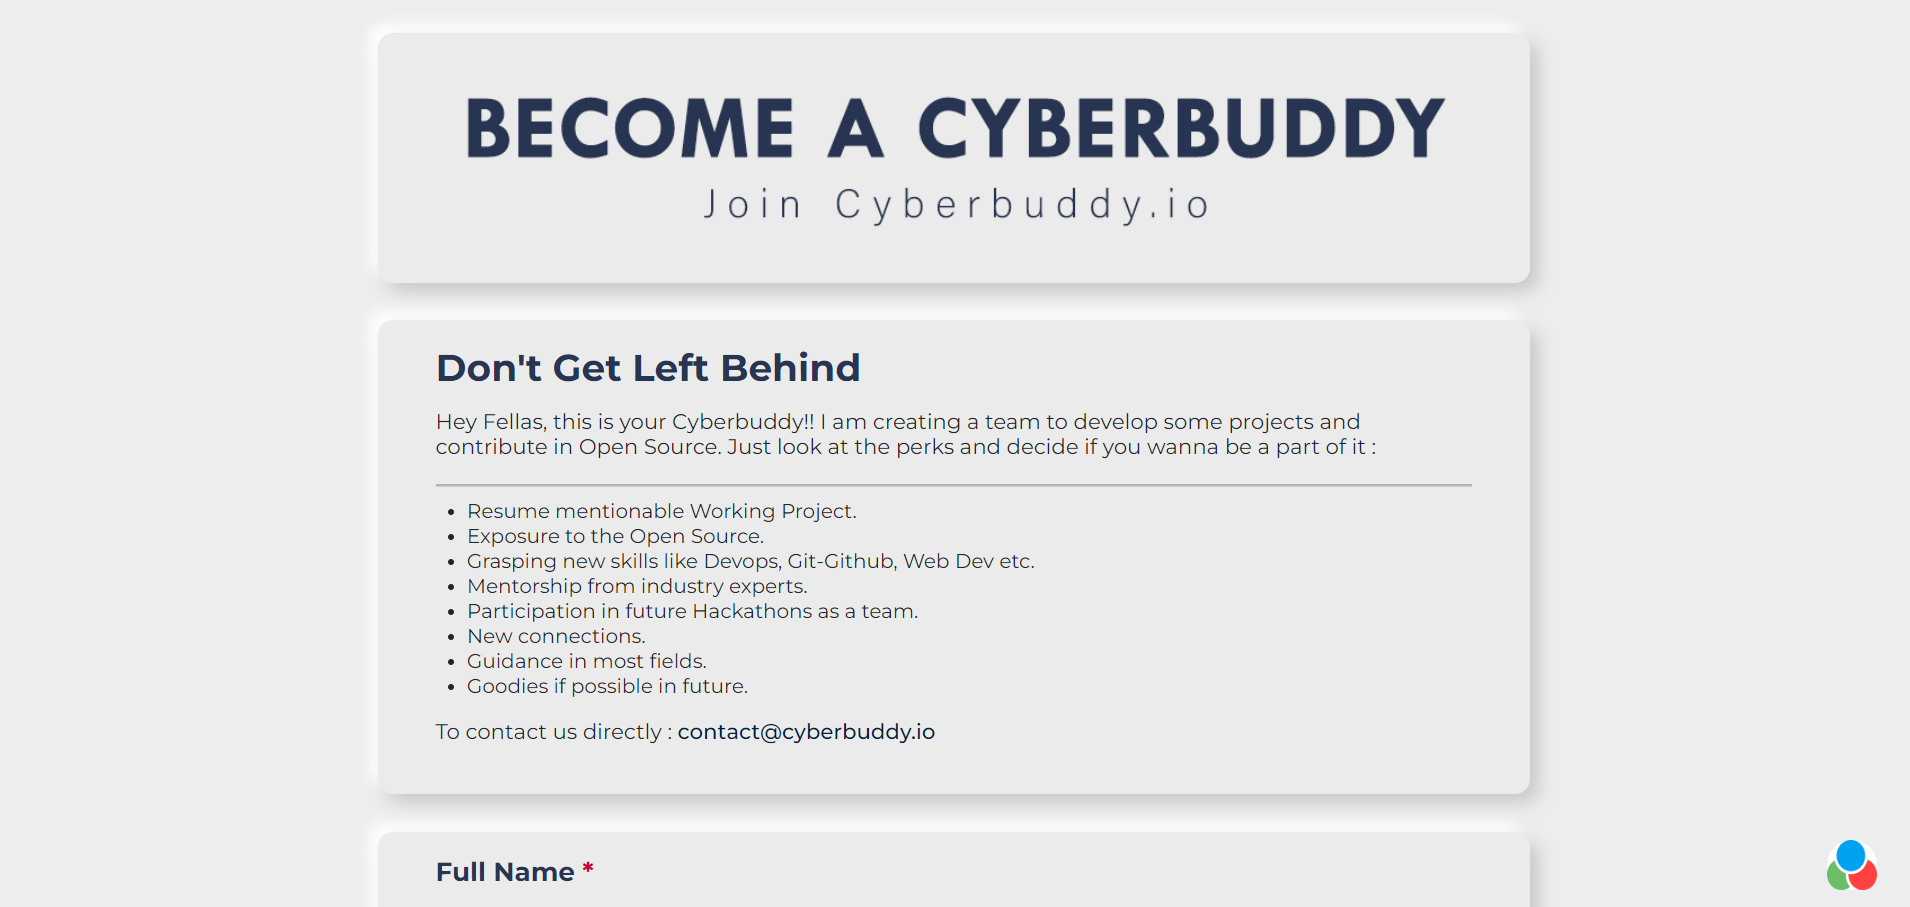 BECOME A CYBERBUDDY
Join Cyberbuddy.io
Don't Get Left Behind
Hey Fellas, this is your Cyberbuddy!! I am creating a team to develop some projects and
contribute in Open Source. Just look at the perks and decide if you wanna be a part of it :
Resume mentionable Working Project.
Exposure to the Open Source.
Grasping new skills like Devops, Git-Github, Web Dev etc.
Mentorship from industry experts.
Participation in future Hackathons as a team.
New connections.
Guidance in most fields.
Goodies if possible in future.
To contact us directly : contact@cyberbuddy.io
Full Name *